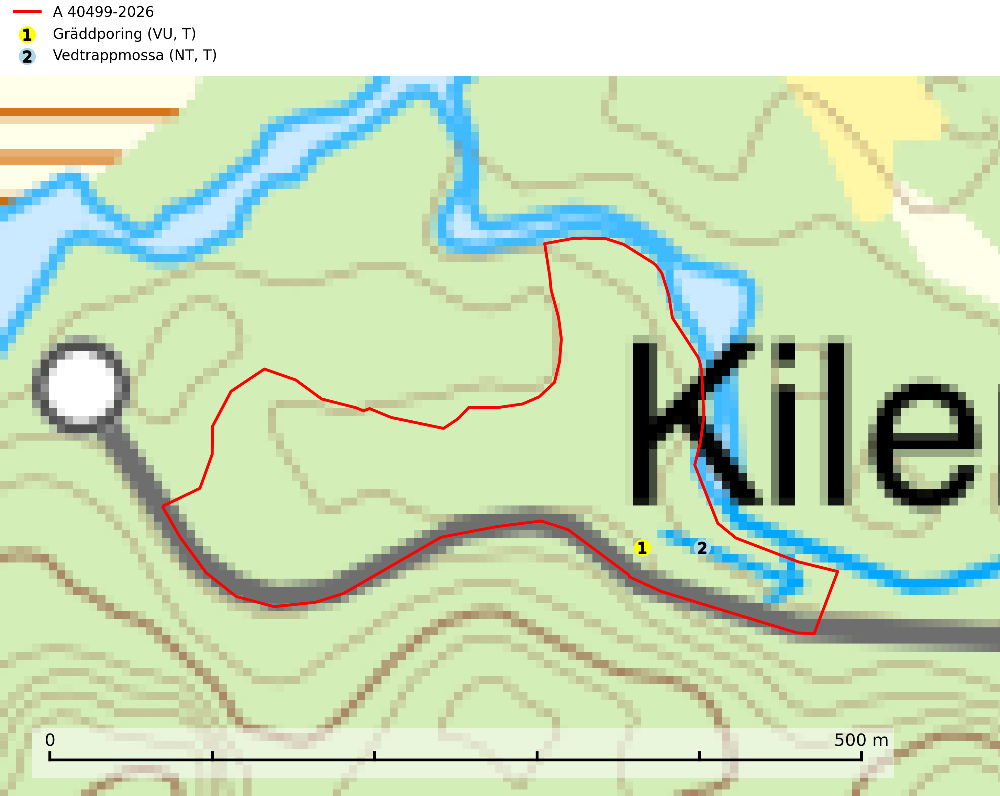 A 40499-2026
1 Gräddporing (VU, T)
2 Vedtrappmossa (NT, T)
Kile
1
2
0 500 m